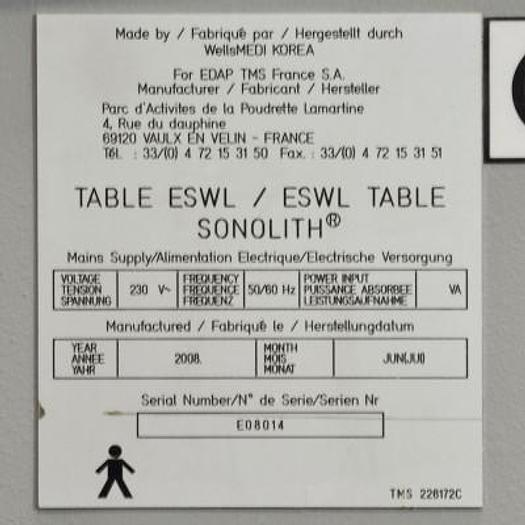 Made by / Fabriqué par / Hergestellt durch
WellsMEDI KOREA
For EDAP TMS France S.A.
Manufacturer / Fabricant / Hersteller
Parc d'Activites de la Poudrette Lamartine
4, Rue du dauphine
69120 VAULX EN VELIN - FRANCE
Tél. : 33/(0) 4 72 15 31 50 Fax. : 33/(0) 4 72 15 31 51
TABLE ESWL / ESWL TABLE
SONOLITH®
Mains Supply/Alimentation Electrique/Electrische Versorgung
VOLTAGE
TENSION
SPANNUNG
230 V~
FREQUENCY
FREQUENCE
FREQUENZ
50/60 Hz
POWER INPUT
PUISSANCE ABSORBEE
LEISTUNGSAUFNAHME
VA
Manufactured / Fabriqué le / Herstellungdatum
YEAR
ANNEE
YAHR
2008.
MONTH
MOIS
MONAT
JUN(JUI)
Serial Number/N° de Serie/Serien Nr
E08014
TMS 226172C